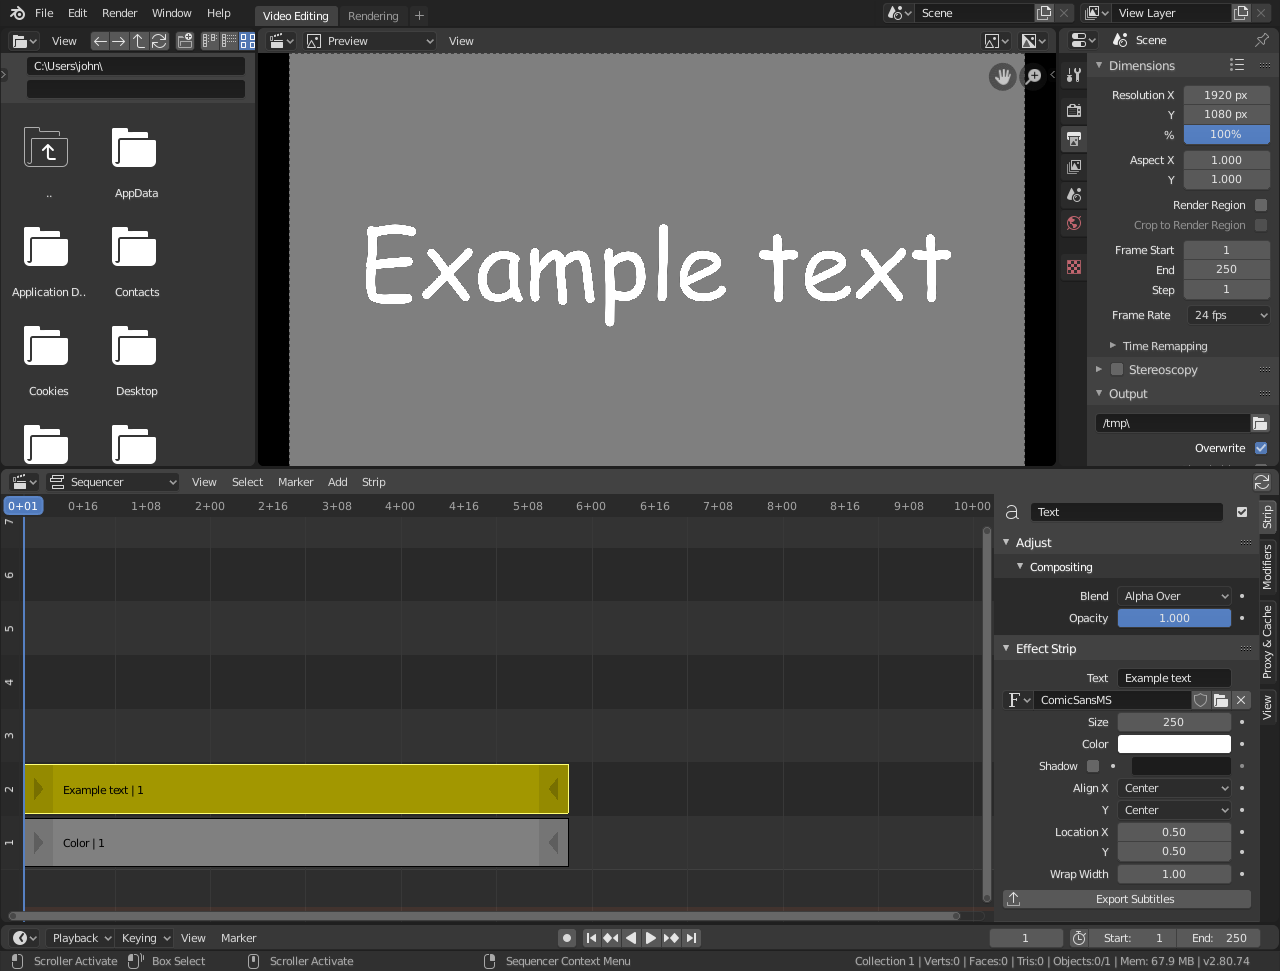 File Edit Render Window Help Video Editing Rendering + Scene View Layer
View Preview View Scene
C:\Users\john\
..
AppData
Application D..
Contacts
Cookies
Desktop
Example text
Dimensions
Resolution X 1920 px
Y 1080 px
% 100%
Aspect X 1.000
Y 1.000
Render Region
Crop to Render Region
Frame Start 1
End 250
Step 1
Frame Rate 24 fps
Time Remapping
Stereoscopy
Output
/tmp\
Overwrite
Sequencer View Select Marker Add Strip
0+01 0+16 1+08 2+00 2+16 3+08 4+00 4+16 5+08 6+00 6+16 7+08 8+00 8+16 9+08 10+00
7
6
5
4
3
2
1
Example text | 1
Color | 1
a Text
Adjust
Compositing
Blend Alpha Over
Opacity 1.000
Effect Strip
Text Example text
F ComicSansMS
Size 250
Color
Shadow
Align X Center
Y Center
Location X 0.50
Y 0.50
Wrap Width 1.00
Export Subtitles
Strip
Modifiers
Proxy & Cache
View
Playback Keying View Marker 1 Start: 1 End: 250
Scroller Activate Box Select Scroller Activate Sequencer Context Menu Collection 1 | Verts:0 | Faces:0 | Tris:0 | Objects:0/1 | Mem: 67.9 MB | v2.80.74